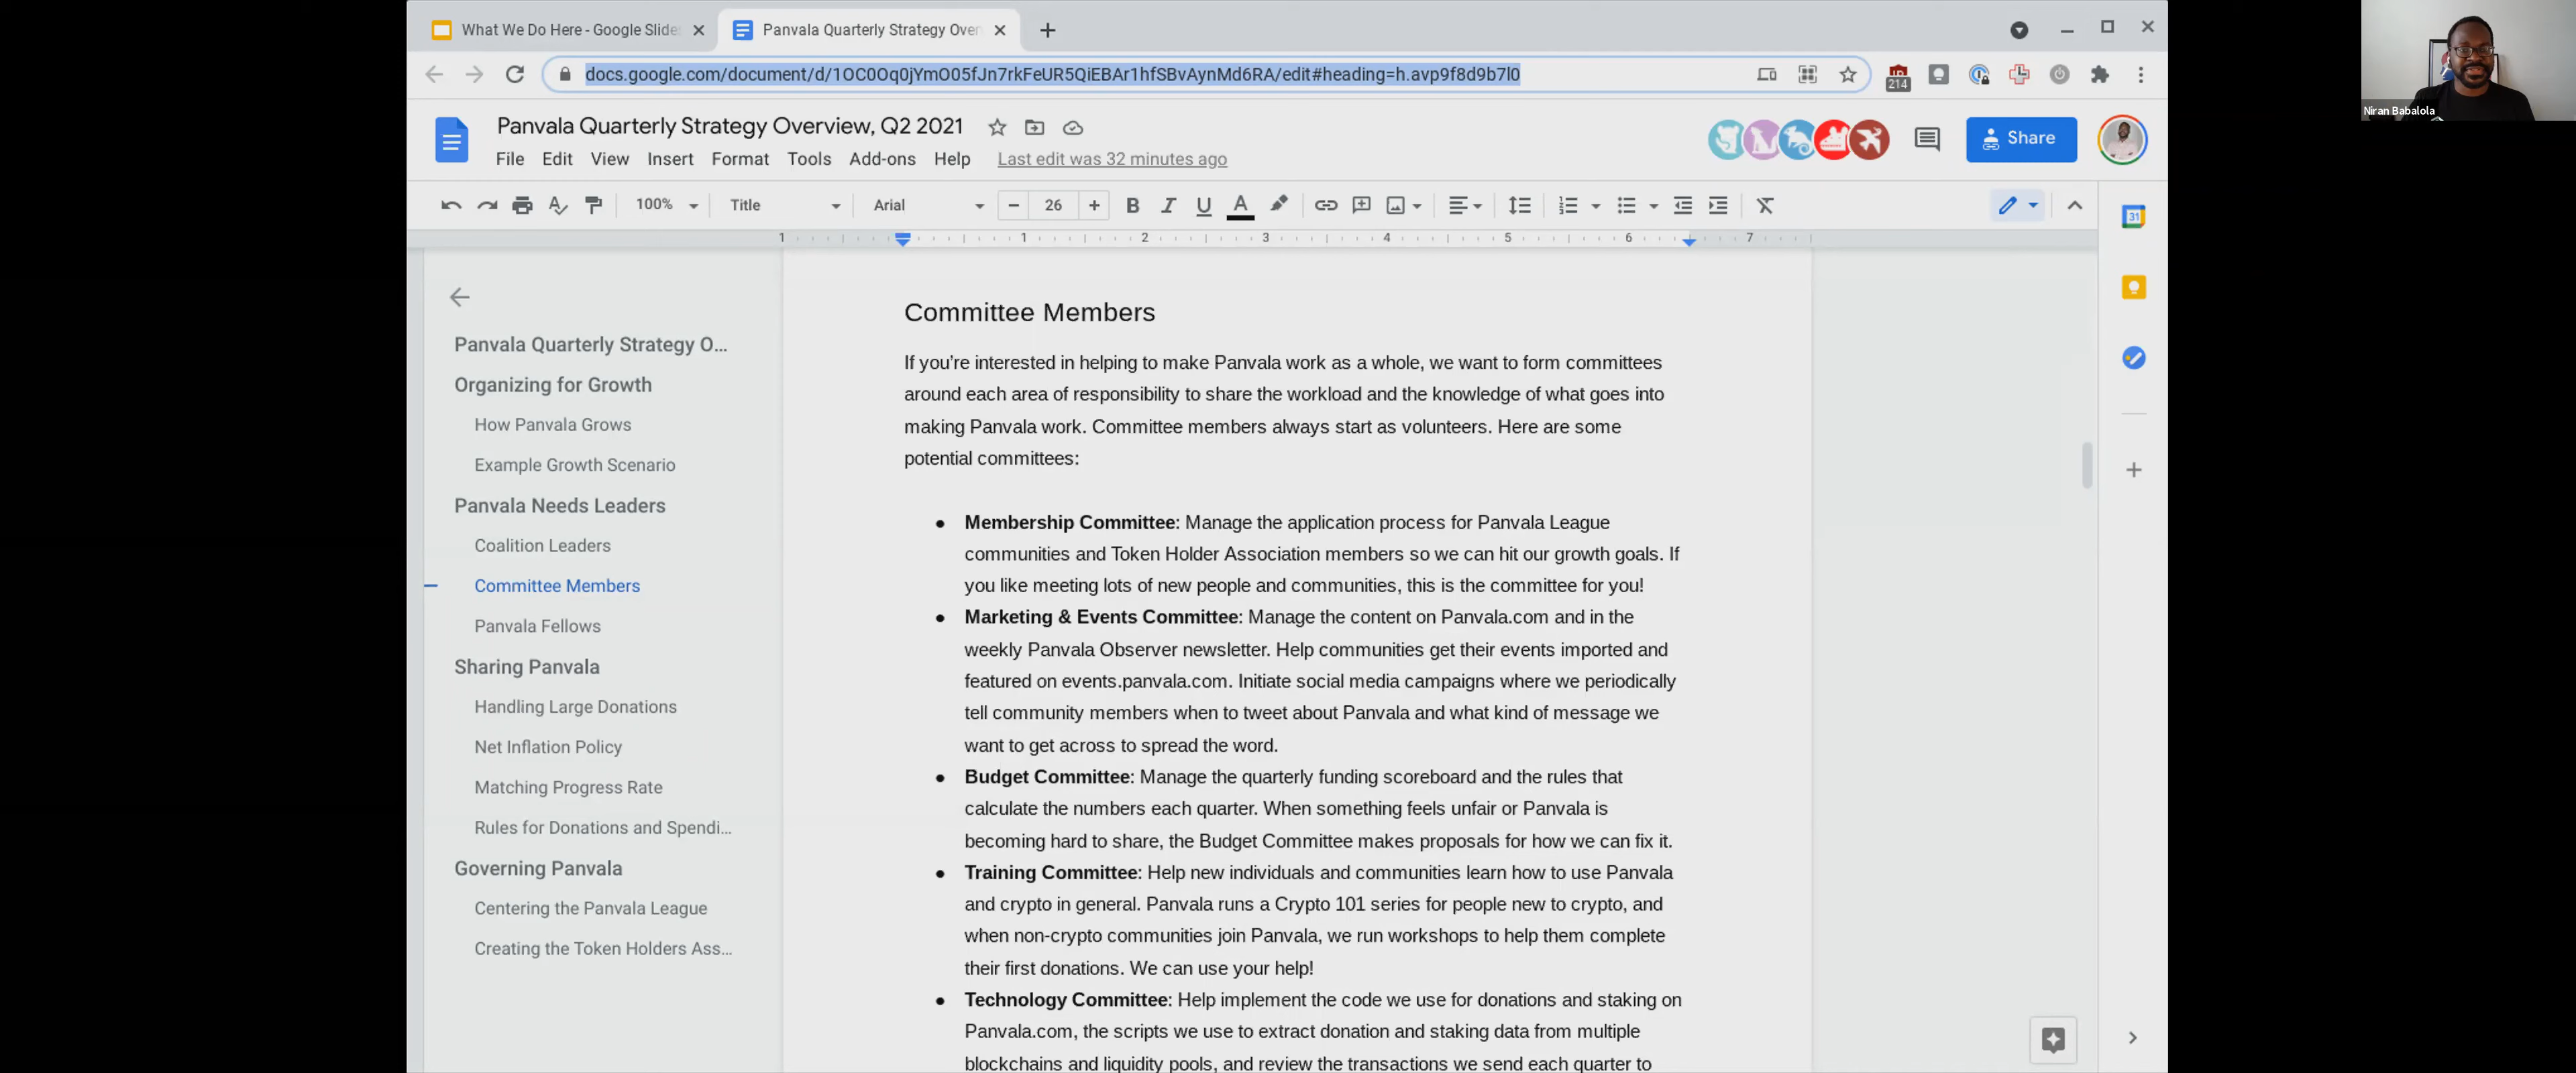 What We Do Here - Google Slide
Panvala Quarterly Strategy Over
docs.google.com/document/d/1OC0Oq0jYmO05fJn7rkFeUR5QiEBAr1hfSBvAynMd6RA/edit#heading=h.avp9f8d9b7l0
214
Niran Babalola
Panvala Quarterly Strategy Overview, Q2 2021
File Edit View Insert Format Tools Add-ons Help Last edit was 32 minutes ago
Share
100% Title Arial 26
1 1 2 3 4 5 6 7
31
Panvala Quarterly Strategy O...
Organizing for Growth
How Panvala Grows
Example Growth Scenario
Panvala Needs Leaders
Coalition Leaders
Committee Members
Panvala Fellows
Sharing Panvala
Handling Large Donations
Net Inflation Policy
Matching Progress Rate
Rules for Donations and Spendi...
Governing Panvala
Centering the Panvala League
Creating the Token Holders Ass...
Committee Members
If you’re interested in helping to make Panvala work as a whole, we want to form committees
around each area of responsibility to share the workload and the knowledge of what goes into
making Panvala work. Committee members always start as volunteers. Here are some
potential committees:
● Membership Committee: Manage the application process for Panvala League
communities and Token Holder Association members so we can hit our growth goals. If
you like meeting lots of new people and communities, this is the committee for you!
● Marketing & Events Committee: Manage the content on Panvala.com and in the
weekly Panvala Observer newsletter. Help communities get their events imported and
featured on events.panvala.com. Initiate social media campaigns where we periodically
tell community members when to tweet about Panvala and what kind of message we
want to get across to spread the word.
● Budget Committee: Manage the quarterly funding scoreboard and the rules that
calculate the numbers each quarter. When something feels unfair or Panvala is
becoming hard to share, the Budget Committee makes proposals for how we can fix it.
● Training Committee: Help new individuals and communities learn how to use Panvala
and crypto in general. Panvala runs a Crypto 101 series for people new to crypto, and
when non-crypto communities join Panvala, we run workshops to help them complete
their first donations. We can use your help!
● Technology Committee: Help implement the code we use for donations and staking on
Panvala.com, the scripts we use to extract donation and staking data from multiple
blockchains and liquidity pools, and review the transactions we send each quarter to